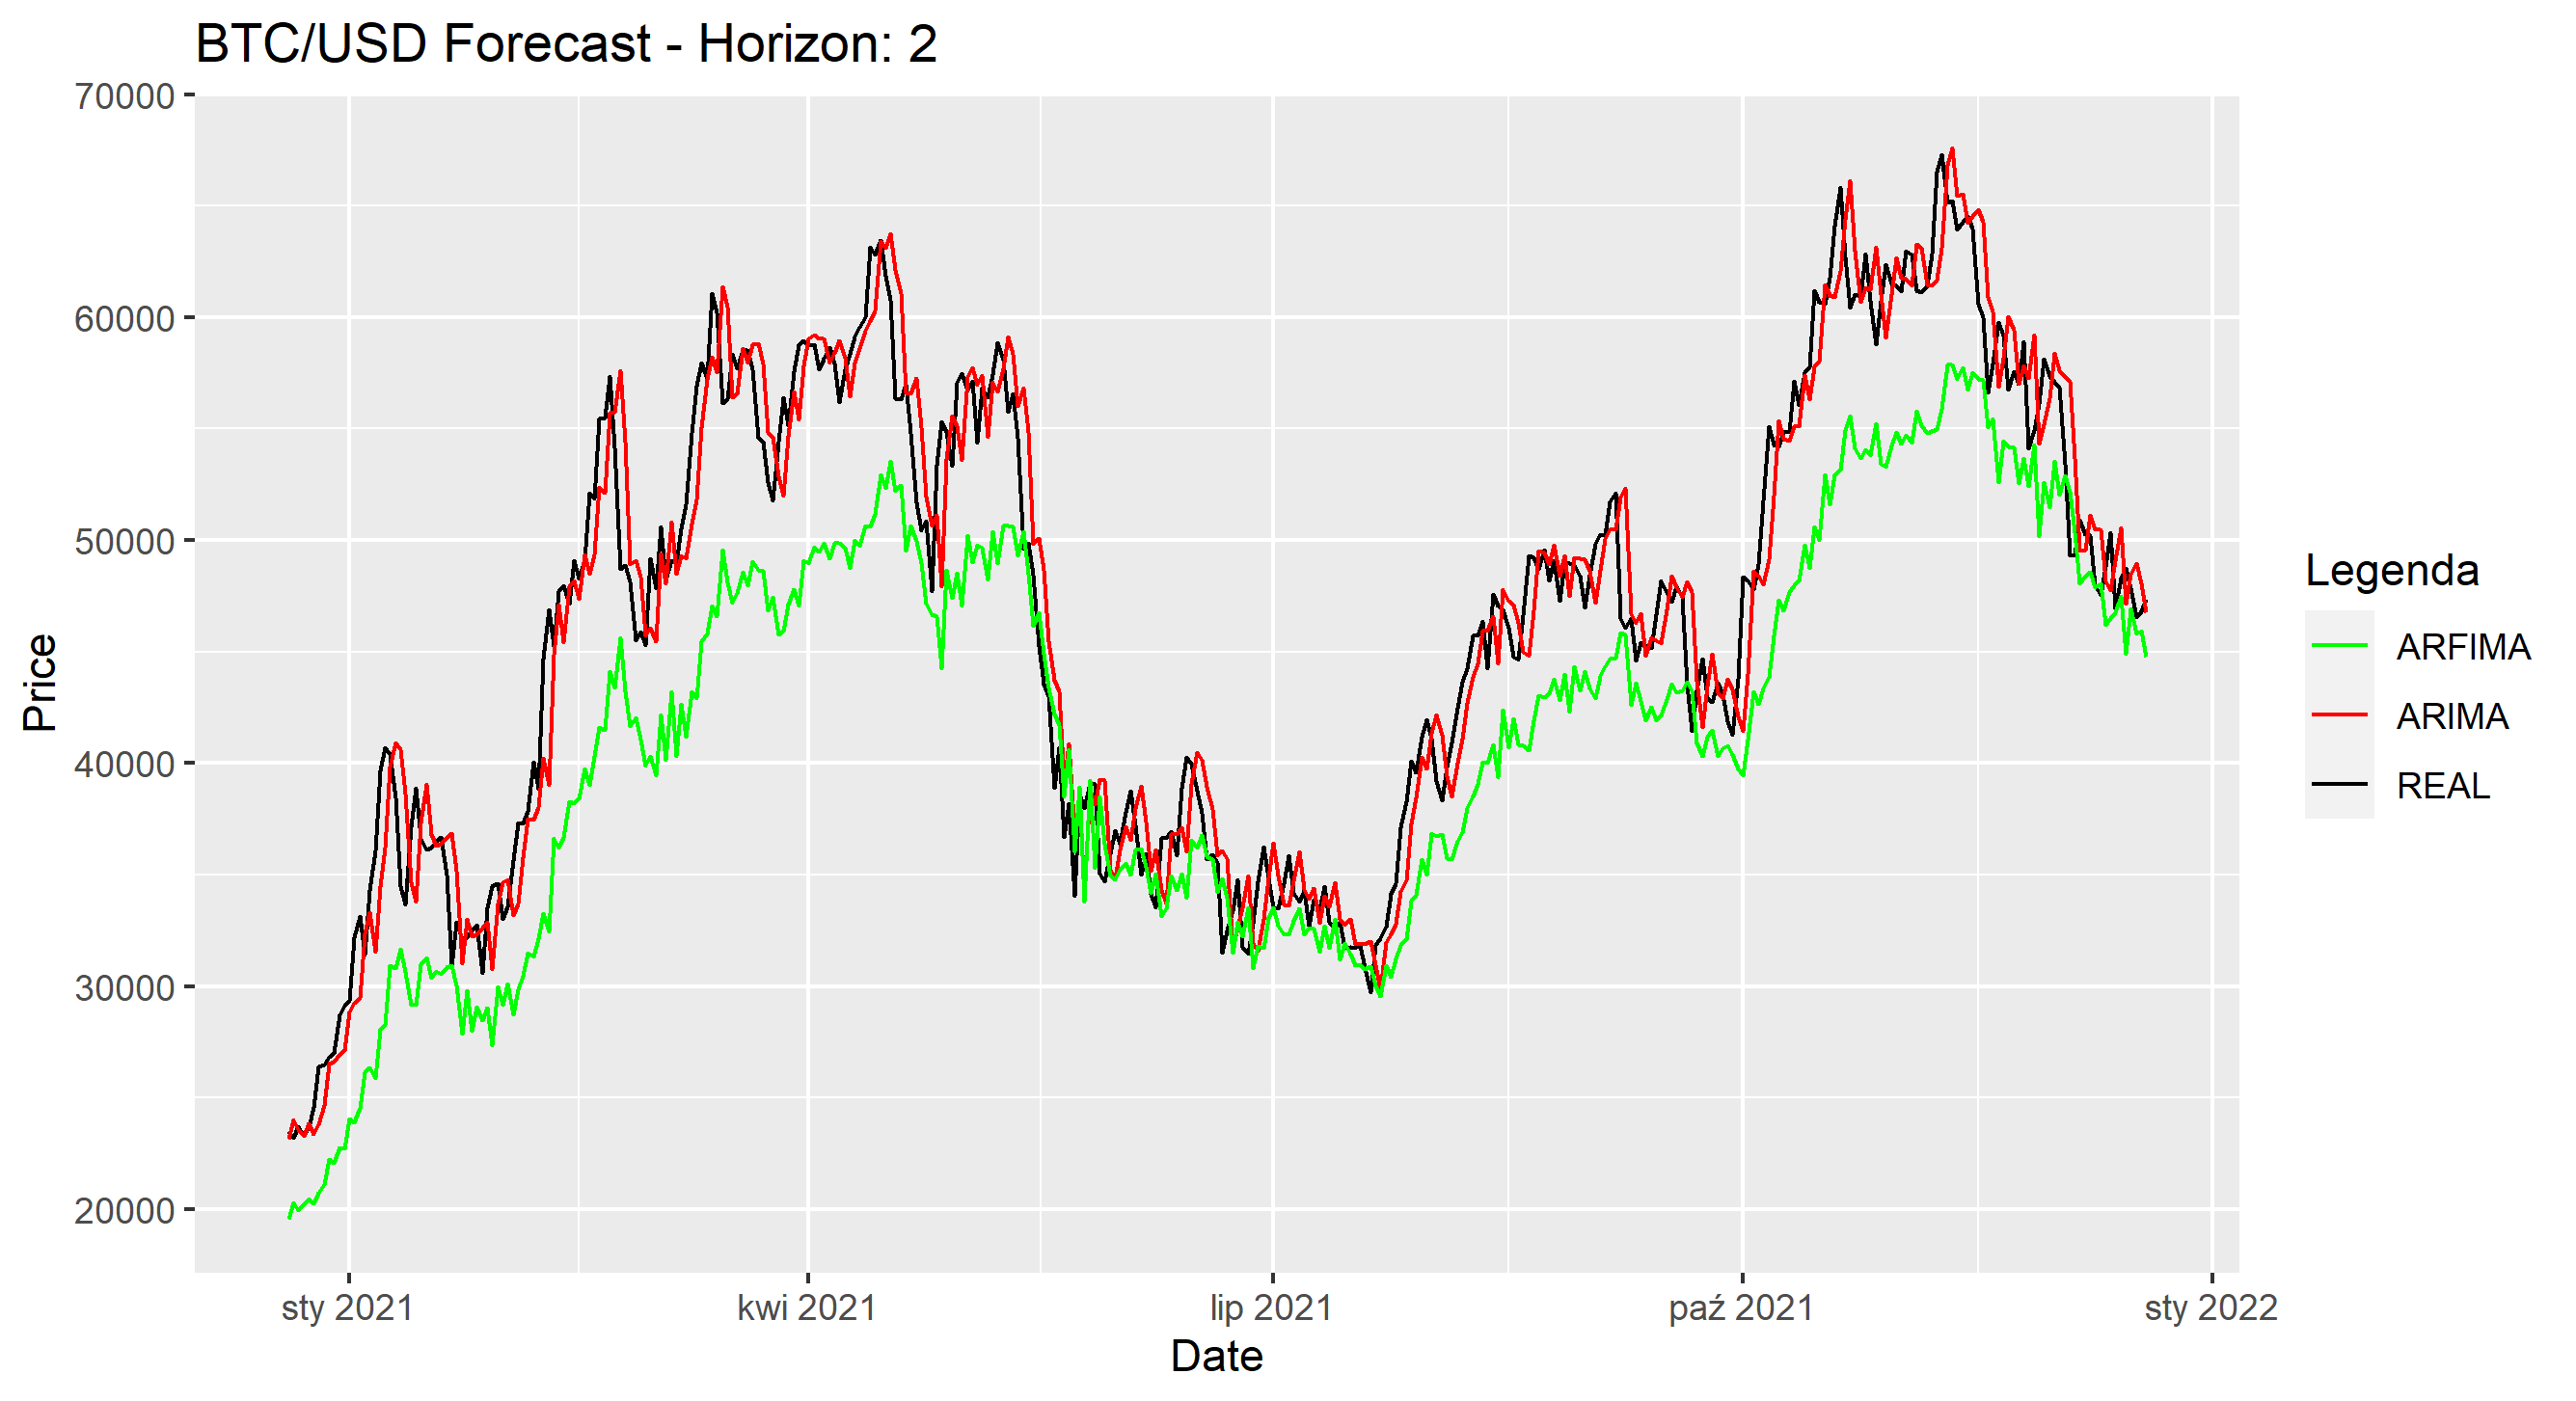 BTC/USD Forecast - Horizon: 2
70000
60000
50000
40000
30000
20000
Price
sty 2021
kwi 2021
lip 2021
paź 2021
sty 2022
Date
Legenda
ARFIMA
ARIMA
REAL